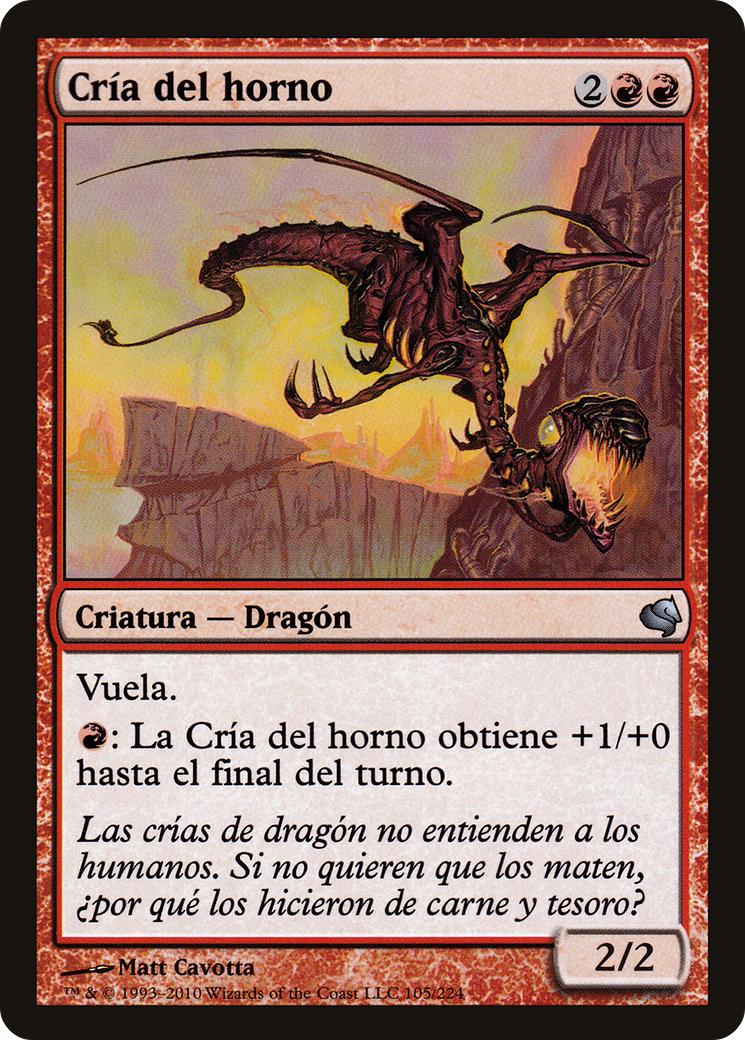 Cría del horno 2
Criatura — Dragón
Vuela.
: La Cría del horno obtiene +1/+0
hasta el final del turno.
Las crías de dragón no entienden a los
humanos. Si no quieren que los maten,
¿por qué los hicieron de carne y tesoro?
2/2
Matt Cavotta
™ & © 1993–2010 Wizards of the Coast LLC 105/224